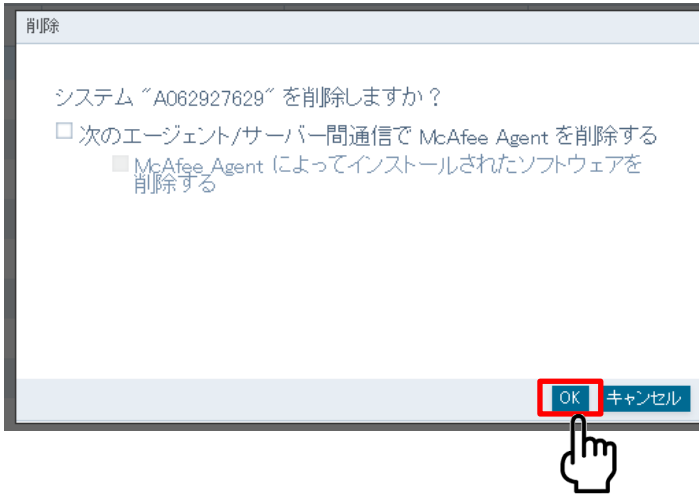 削除
システム "A062927629" を削除しますか？
次のエージェント/サーバー間通信で McAfee Agent を削除する
McAfee Agent によってインストールされたソフトウェアを
削除する
OK キャンセル